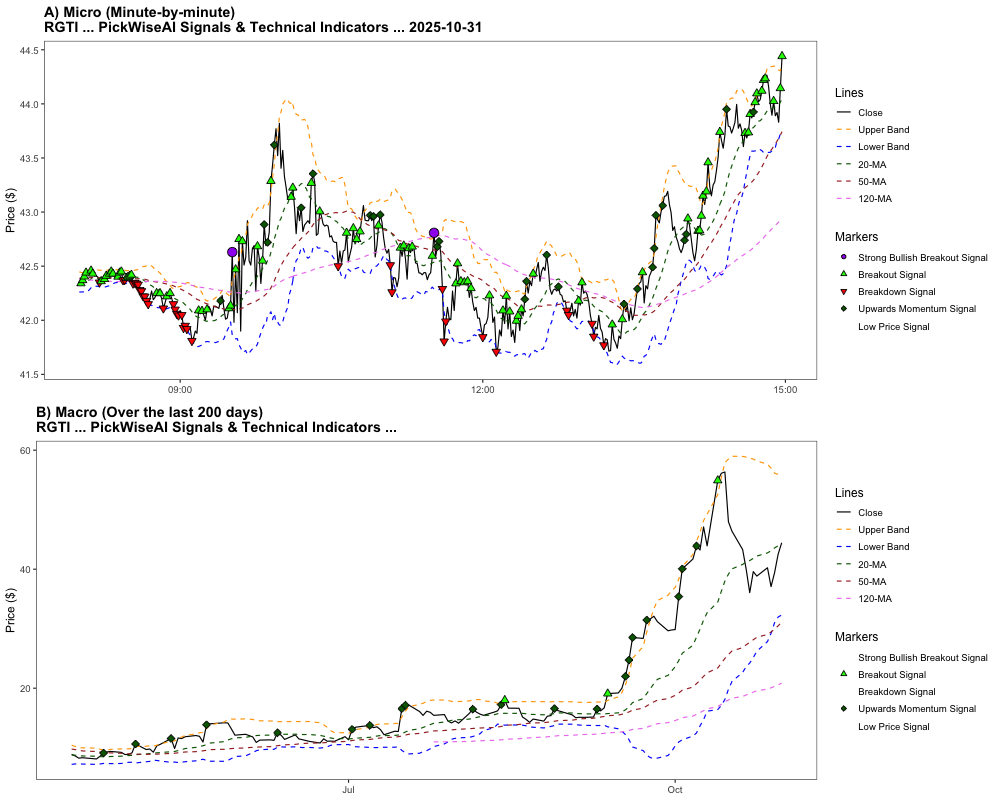 A) Micro (Minute-by-minute)
RGTI ... PickWiseAI Signals & Technical Indicators ... 2025-10-31
44.5
44.0
43.5
43.0
42.5
42.0
41.5
Price ($)
09:00
12:00
15:00
Lines
Close
Upper Band
Lower Band
20-MA
50-MA
120-MA
Markers
Strong Bullish Breakout Signal
Breakout Signal
Breakdown Signal
Upwards Momentum Signal
Low Price Signal
B) Macro (Over the last 200 days)
RGTI ... PickWiseAI Signals & Technical Indicators ...
60
40
20
Price ($)
Jul
Oct
Lines
Close
Upper Band
Lower Band
20-MA
50-MA
120-MA
Markers
Strong Bullish Breakout Signal
Breakout Signal
Breakdown Signal
Upwards Momentum Signal
Low Price Signal